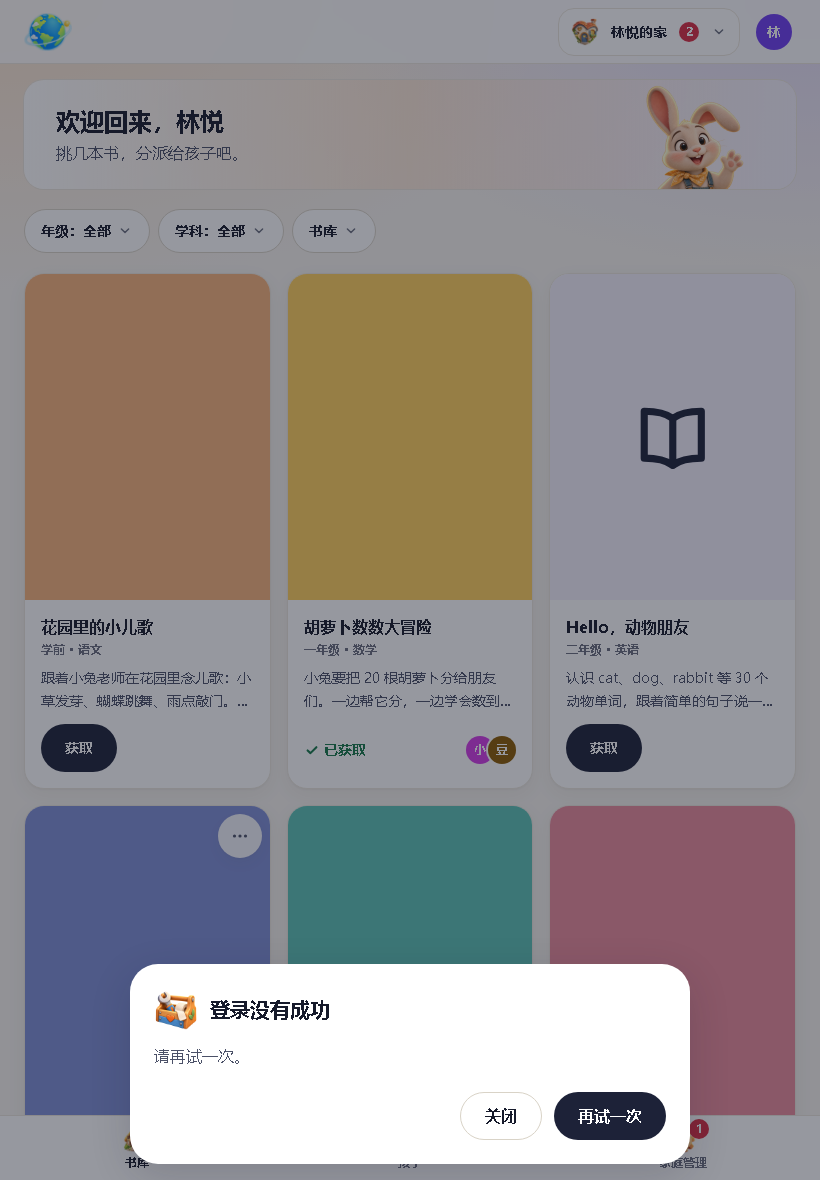 林悦的家 2
林
欢迎回来，林悦
挑几本书，分派给孩子吧。
年级：全部
学科：全部
书库
花园里的小儿歌
学前·语文
跟着小兔老师在花园里念儿歌：小
草发芽、蝴蝶跳舞、雨点敲门。...
获取
胡萝卜数数大冒险
一年级·数学
小兔要把 20 根胡萝卜分给朋友
们。一边帮它分，一边学会数到...
已获取
小 豆
Hello，动物朋友
二年级·英语
认识 cat、dog、rabbit 等 30 个
动物单词，跟着简单的句子说一...
获取
登录没有成功
请再试一次。
关闭
再试一次
书库
1
家庭管理